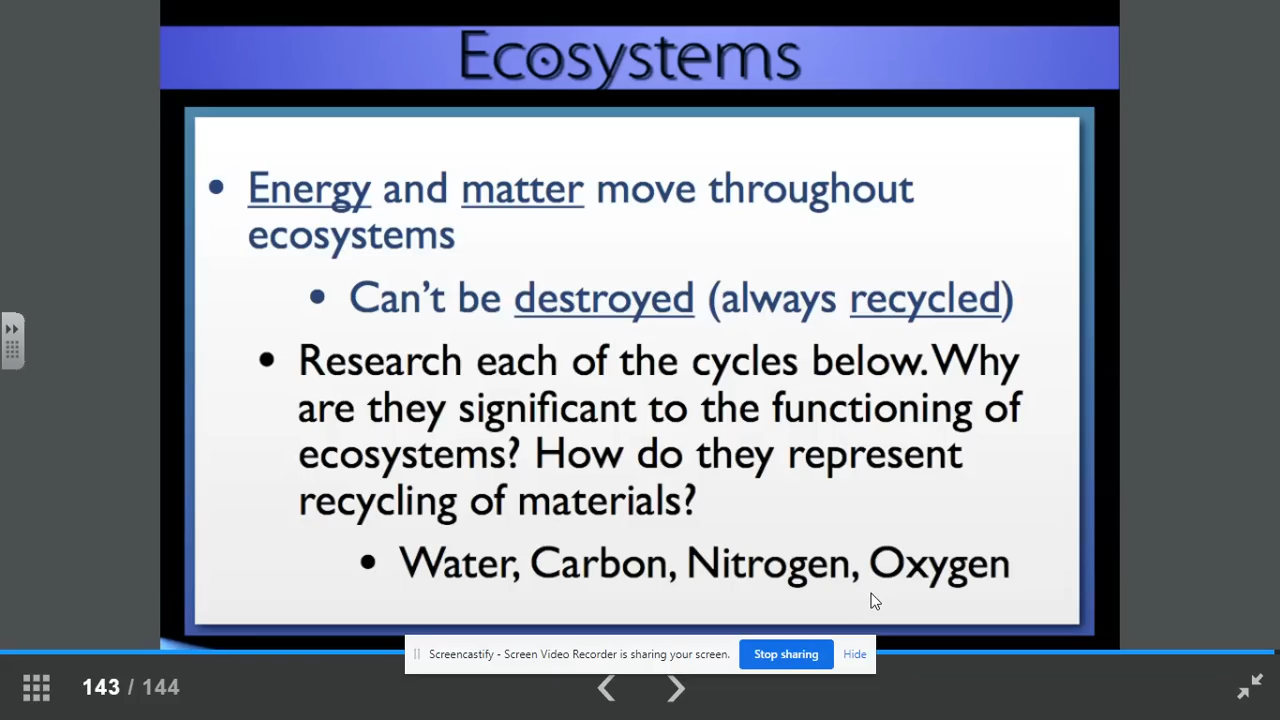 Ecosystems
• Energy and matter move throughout
ecosystems
• Can't be destroyed (always recycled)
• Research each of the cycles below. Why
are they significant to the functioning of
ecosystems? How do they represent
recycling of materials?
• Water, Carbon, Nitrogen, Oxygen
Screencastify - Screen Video Recorder is sharing your screen. Stop sharing Hide
143 / 144